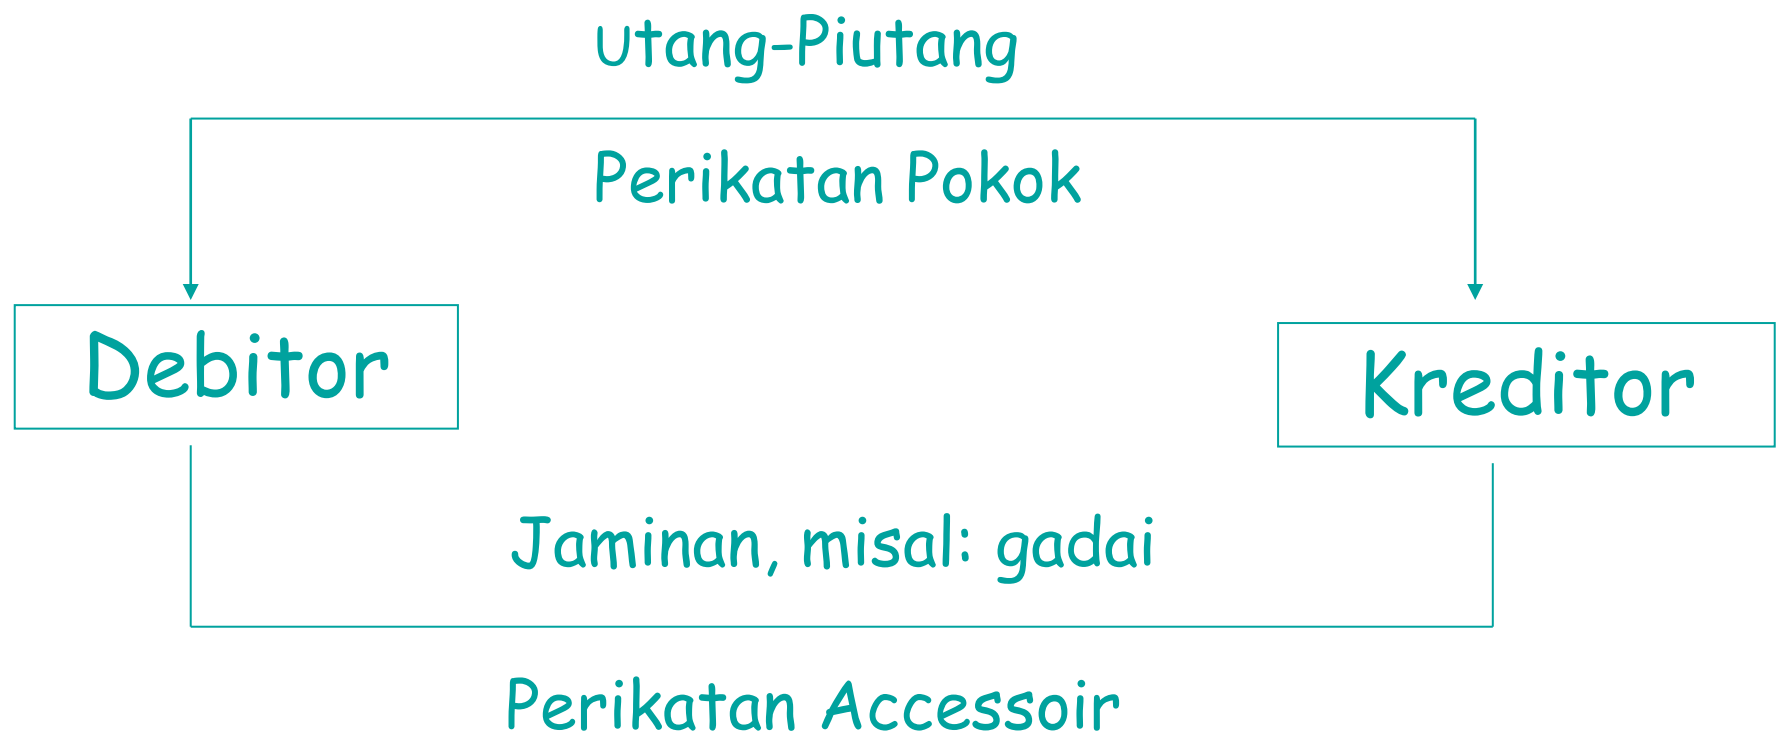 Utang-Piutang
Perikatan Pokok
Debitor
Kreditor
Jaminan, misal: gadai
Perikatan Accessoir